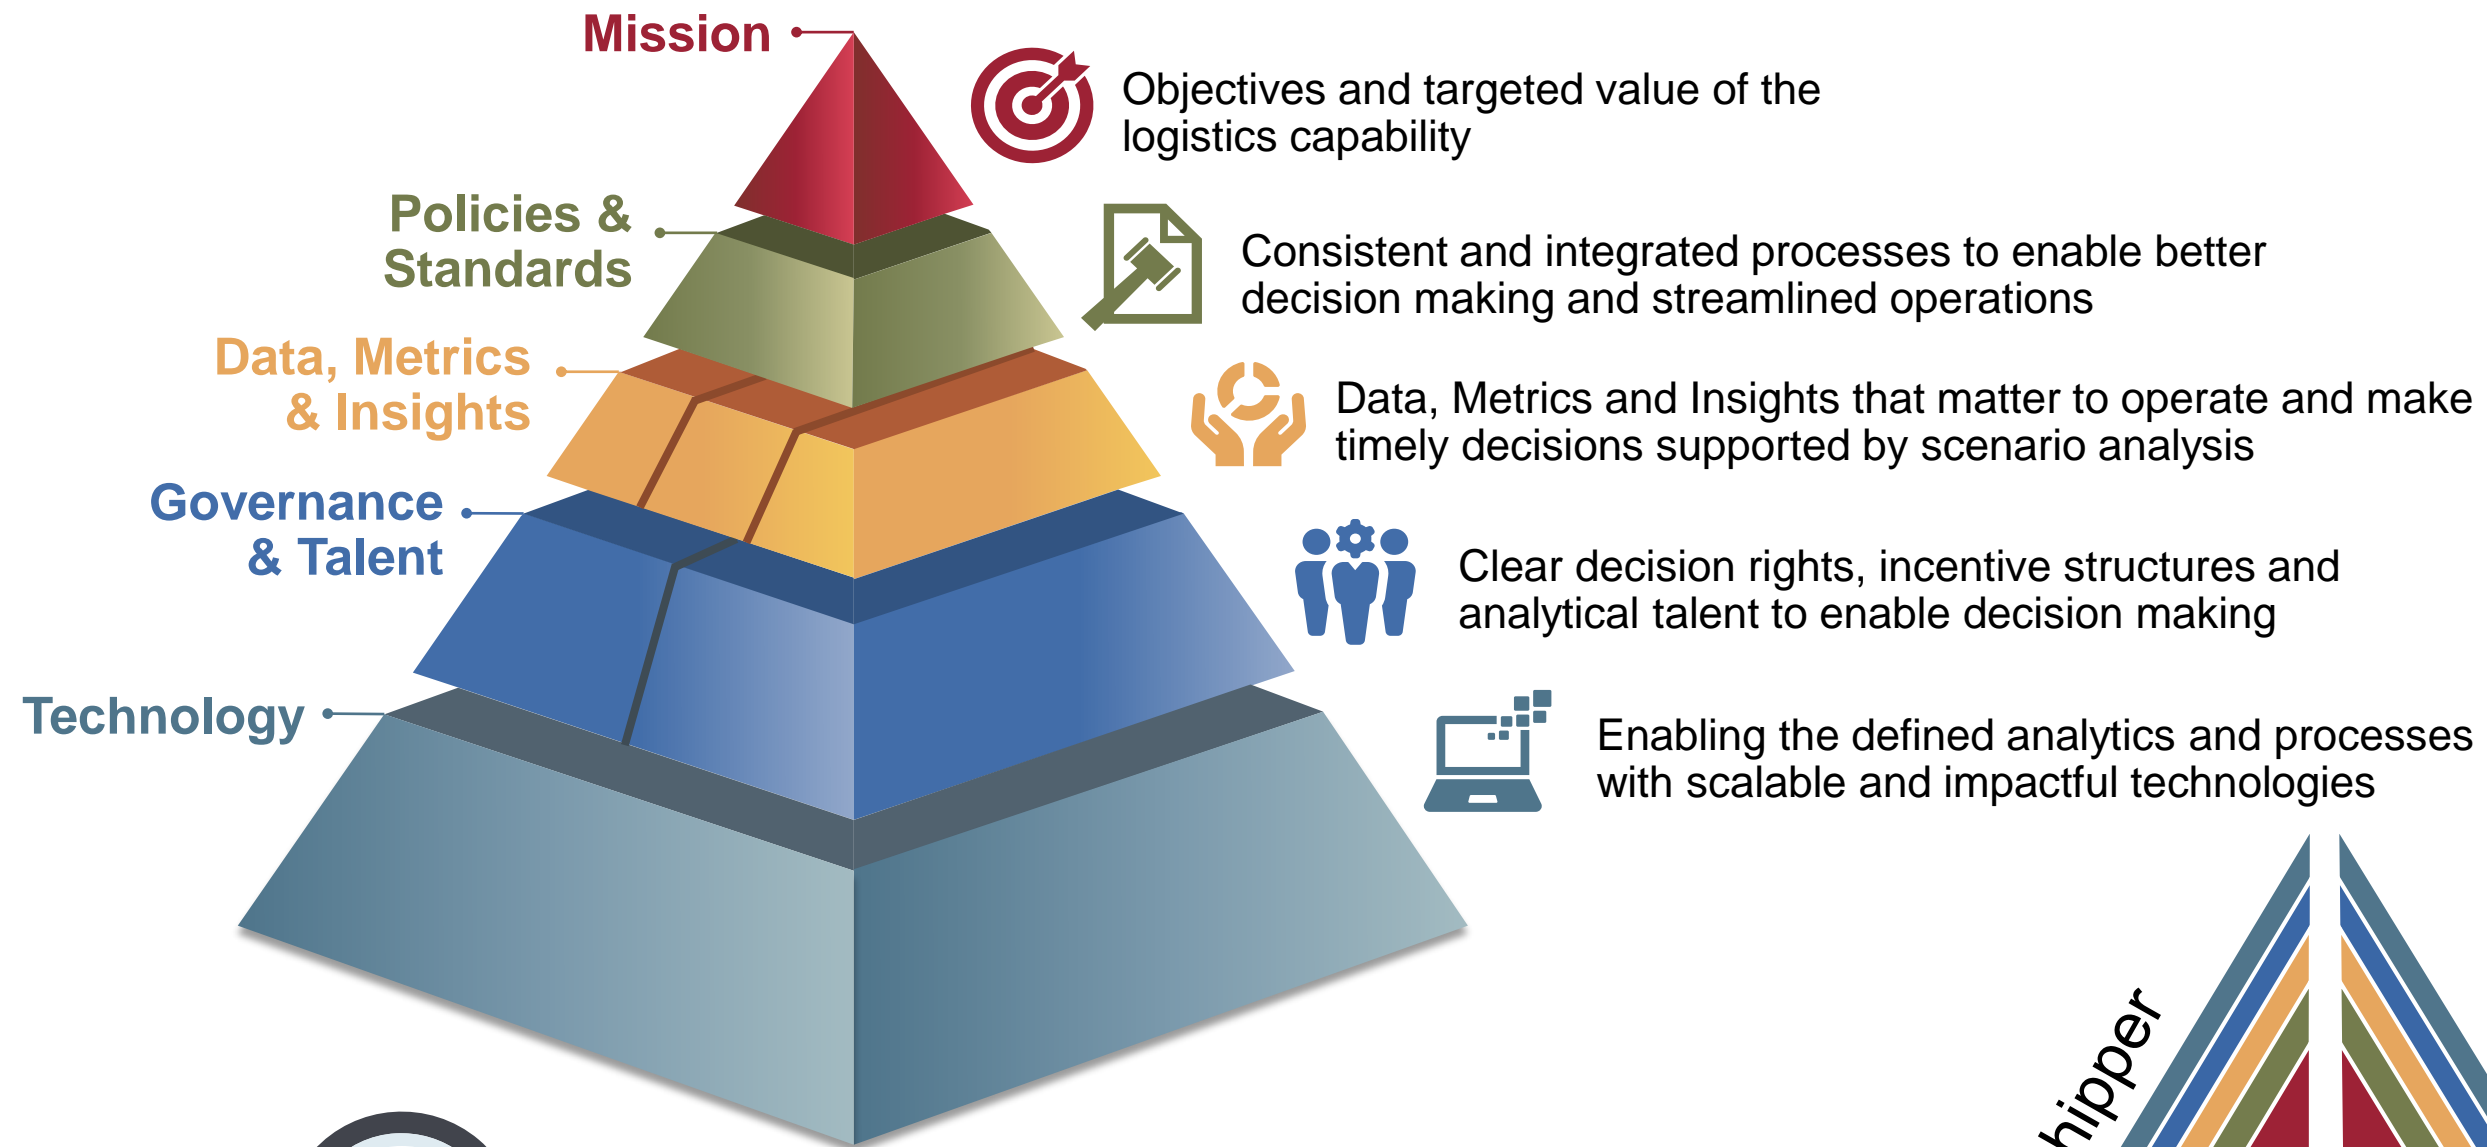 Mission
Objectives and targeted value of the
logistics capability
Policies &
Standards
Consistent and integrated processes to enable better
decision making and streamlined operations
Data, Metrics
& Insights
Data, Metrics and Insights that matter to operate and make
timely decisions supported by scenario analysis
Governance
& Talent
Clear decision rights, incentive structures and
analytical talent to enable decision making
Technology
Enabling the defined analytics and processes
with scalable and impactful technologies